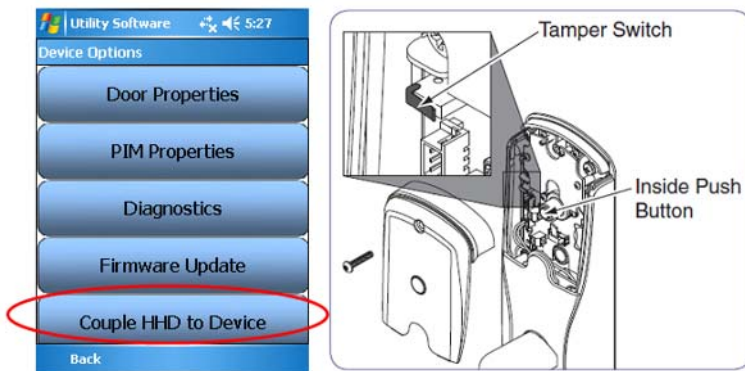 Utility Software 5:27
Device Options
Door Properties
PIM Properties
Diagnostics
Firmware Update
Couple HHD to Device
Back
Tamper Switch
Inside Push
Button